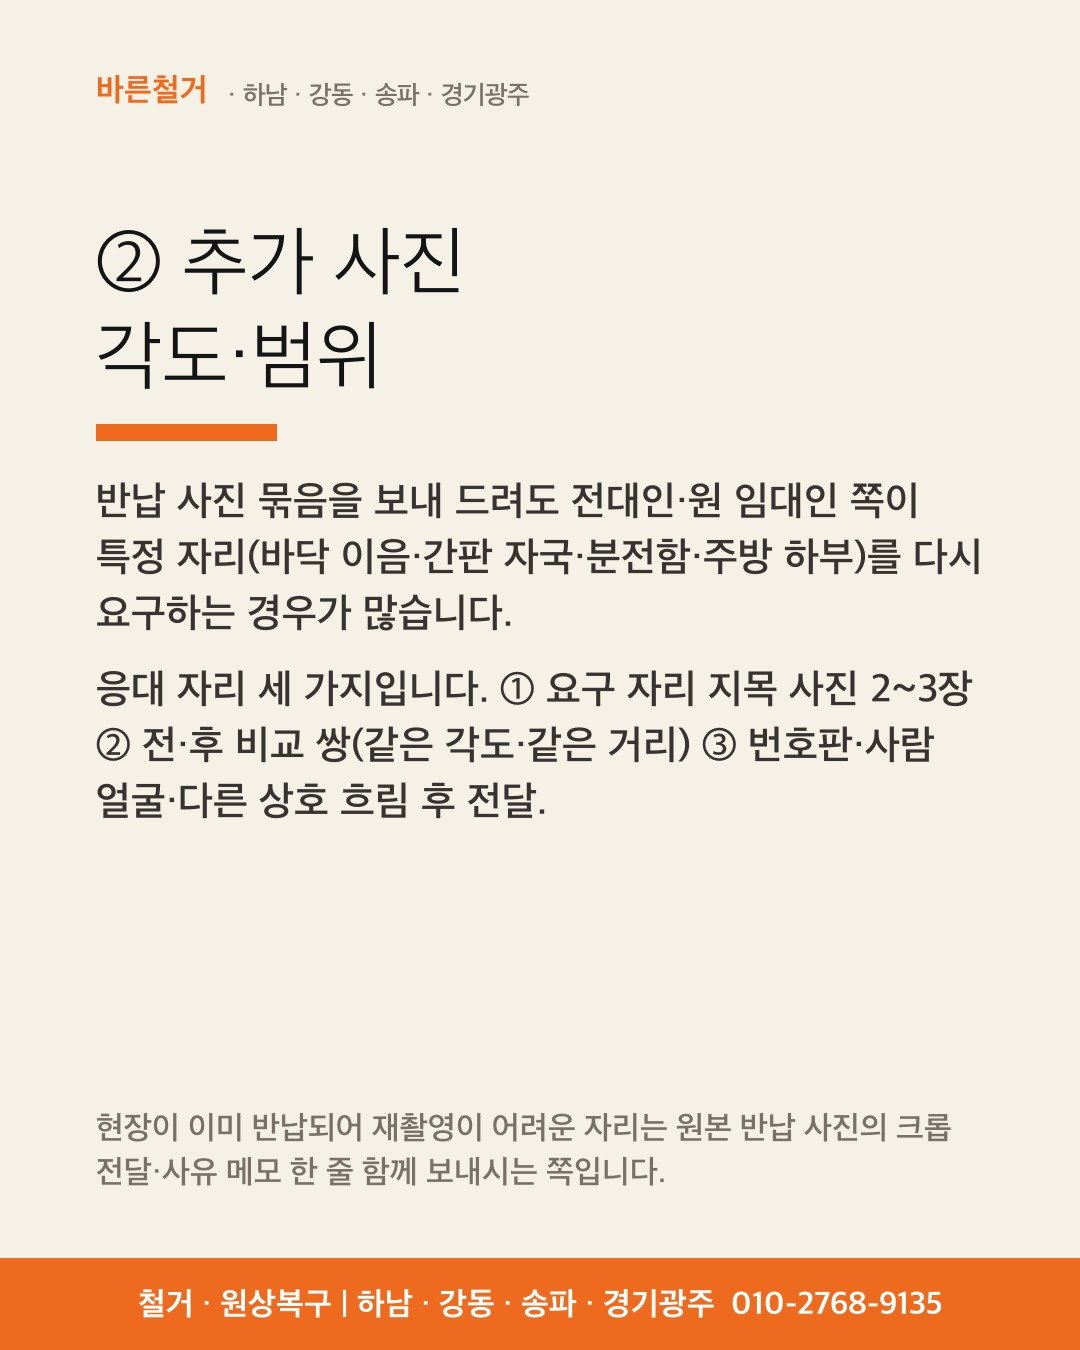 바른철거 · 하남 · 강동 · 송파 · 경기광주
② 추가 사진
각도·범위
반납 사진 묶음을 보내 드려도 전대인·원 임대인 쪽이
특정 자리(바닥 이음·간판 자국·분전함·주방 하부)를 다시
요구하는 경우가 많습니다.
응대 자리 세 가지입니다. ① 요구 자리 지목 사진 2~3장
② 전·후 비교 쌍(같은 각도·같은 거리) ③ 번호판·사람
얼굴·다른 상호 흐림 후 전달.
현장이 이미 반납되어 재촬영이 어려운 자리는 원본 반납 사진의 크롭
전달·사유 메모 한 줄 함께 보내시는 쪽입니다.
철거 · 원상복구 | 하남 · 강동 · 송파 · 경기광주 010-2768-9135